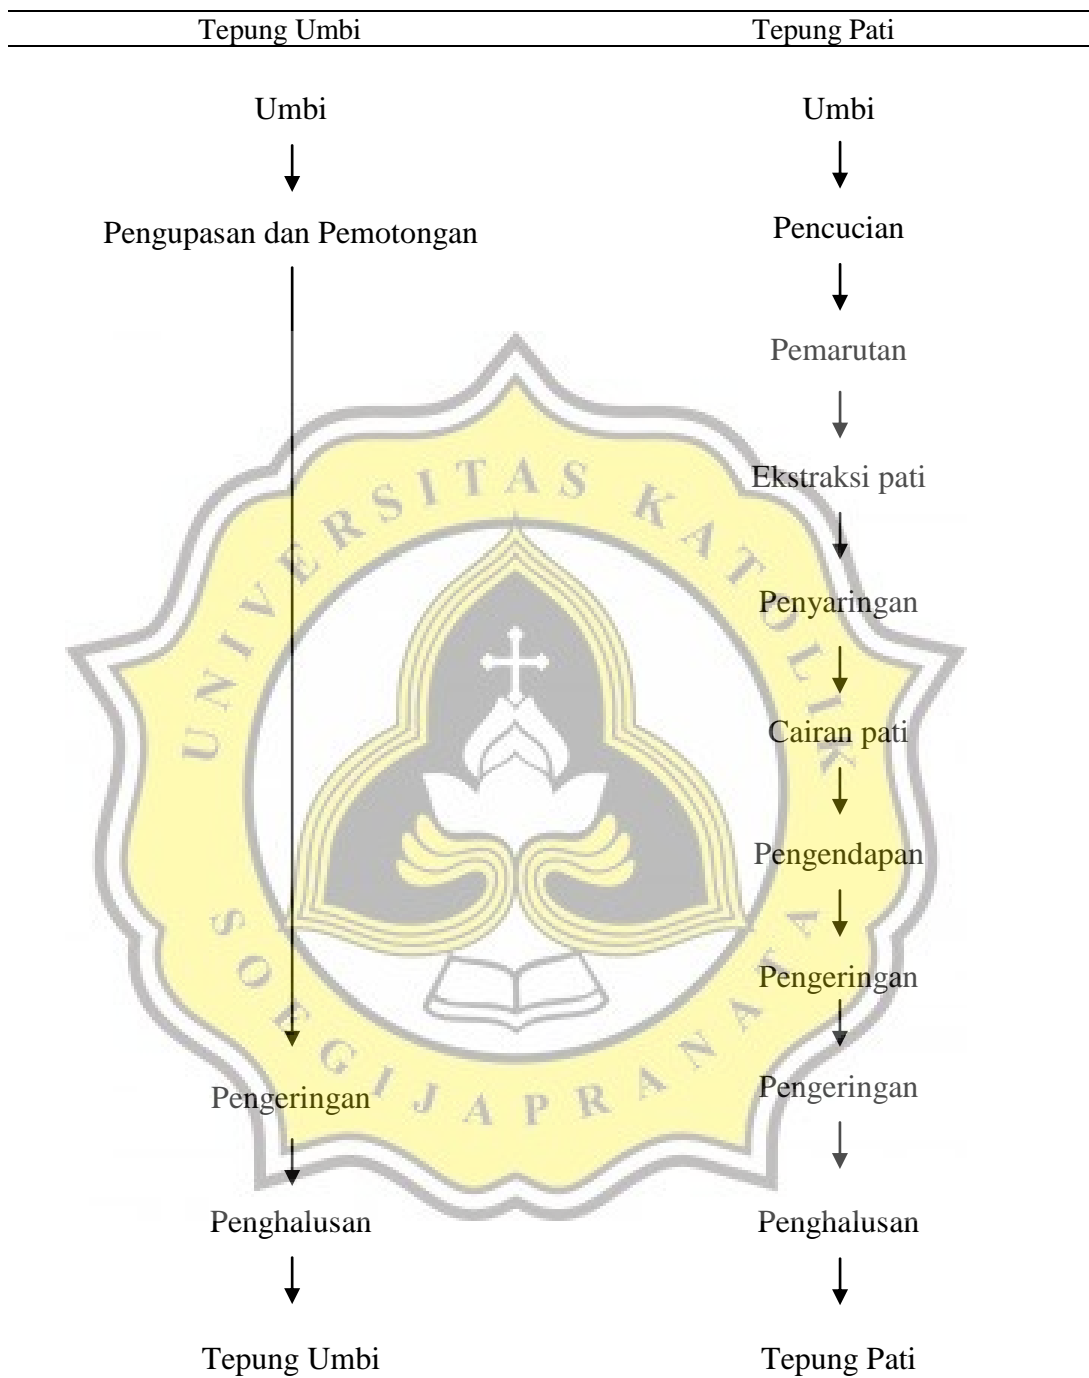 Tepung Umbi Tepung Pati
Umbi Umbi
Pengupasan dan Pemotongan Pencucian
Pemarutan
Ekstraksi pati
Penyaringan
Cairan pati
Pengendapan
Pengeringan
Pengeringan Pengeringan
Penghalusan Penghalusan
Tepung Umbi Tepung Pati
UNIVERSITAS KATOLIK
SOEGIJAPRANATA